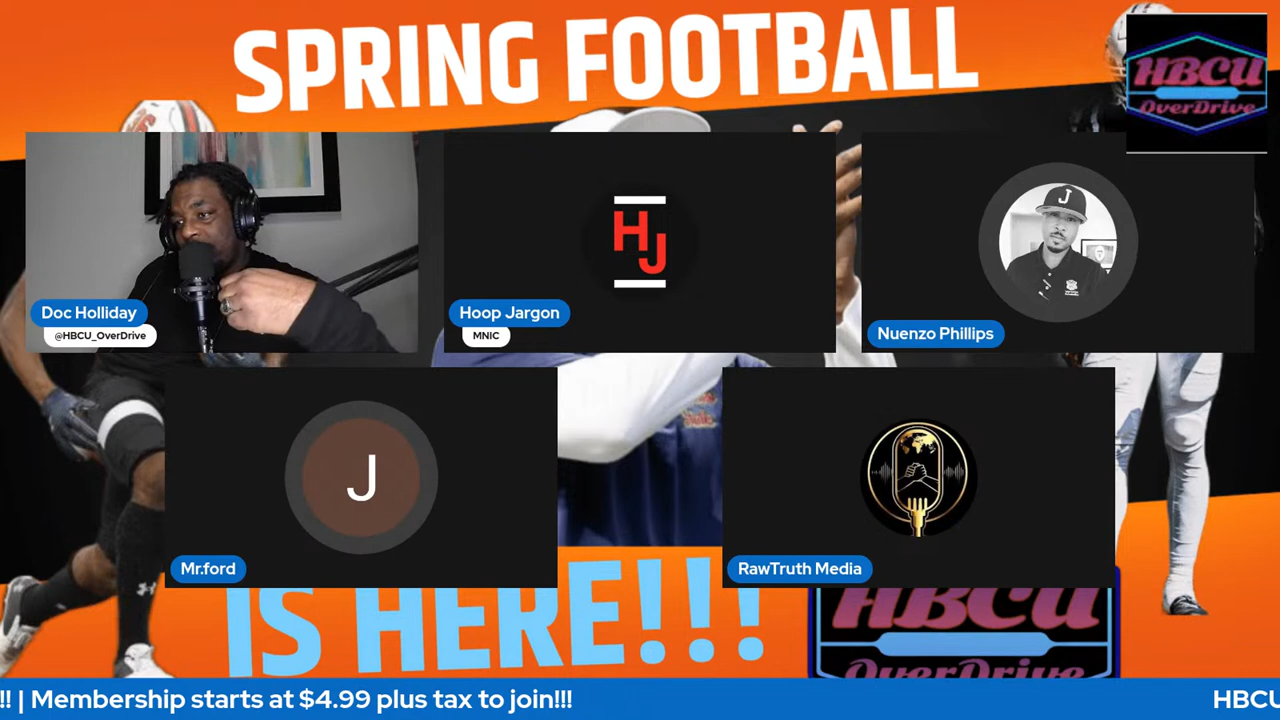 SPRING FOOTBALL
HBCU
OverDrive
HJ
J
Doc Holliday
@HBCU_OverDrive
Hoop Jargon
MNIC
Nuenzo Phillips
J
Mr.ford
RawTruth Media
IS HERE!!!
HBCU
OverDrive
!! | Membership starts at $4.99 plus tax to join!!!
HBCU